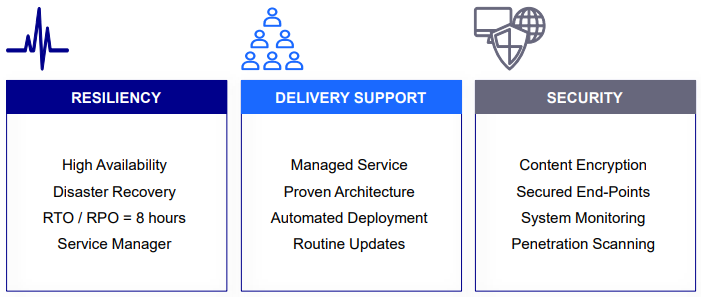 RESILIENCY
High Availability
Disaster Recovery
RTO / RPO = 8 hours
Service Manager
DELIVERY SUPPORT
Managed Service
Proven Architecture
Automated Deployment
Routine Updates
SECURITY
Content Encryption
Secured End-Points
System Monitoring
Penetration Scanning